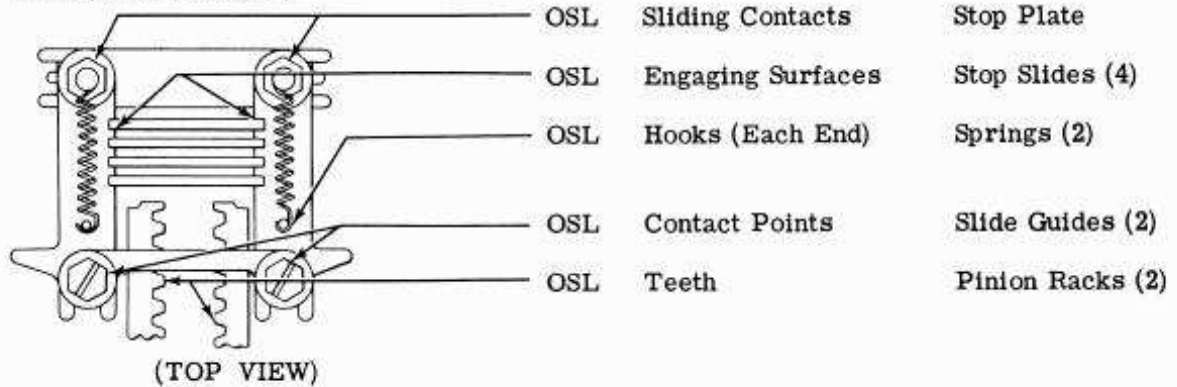 OSL Sliding Contacts Stop Plate
OSL Engaging Surfaces Stop Slides (4)
OSL Hooks (Each End) Springs (2)
OSL Contact Points Slide Guides (2)
OSL Teeth Pinion Racks (2)
(TOP VIEW)